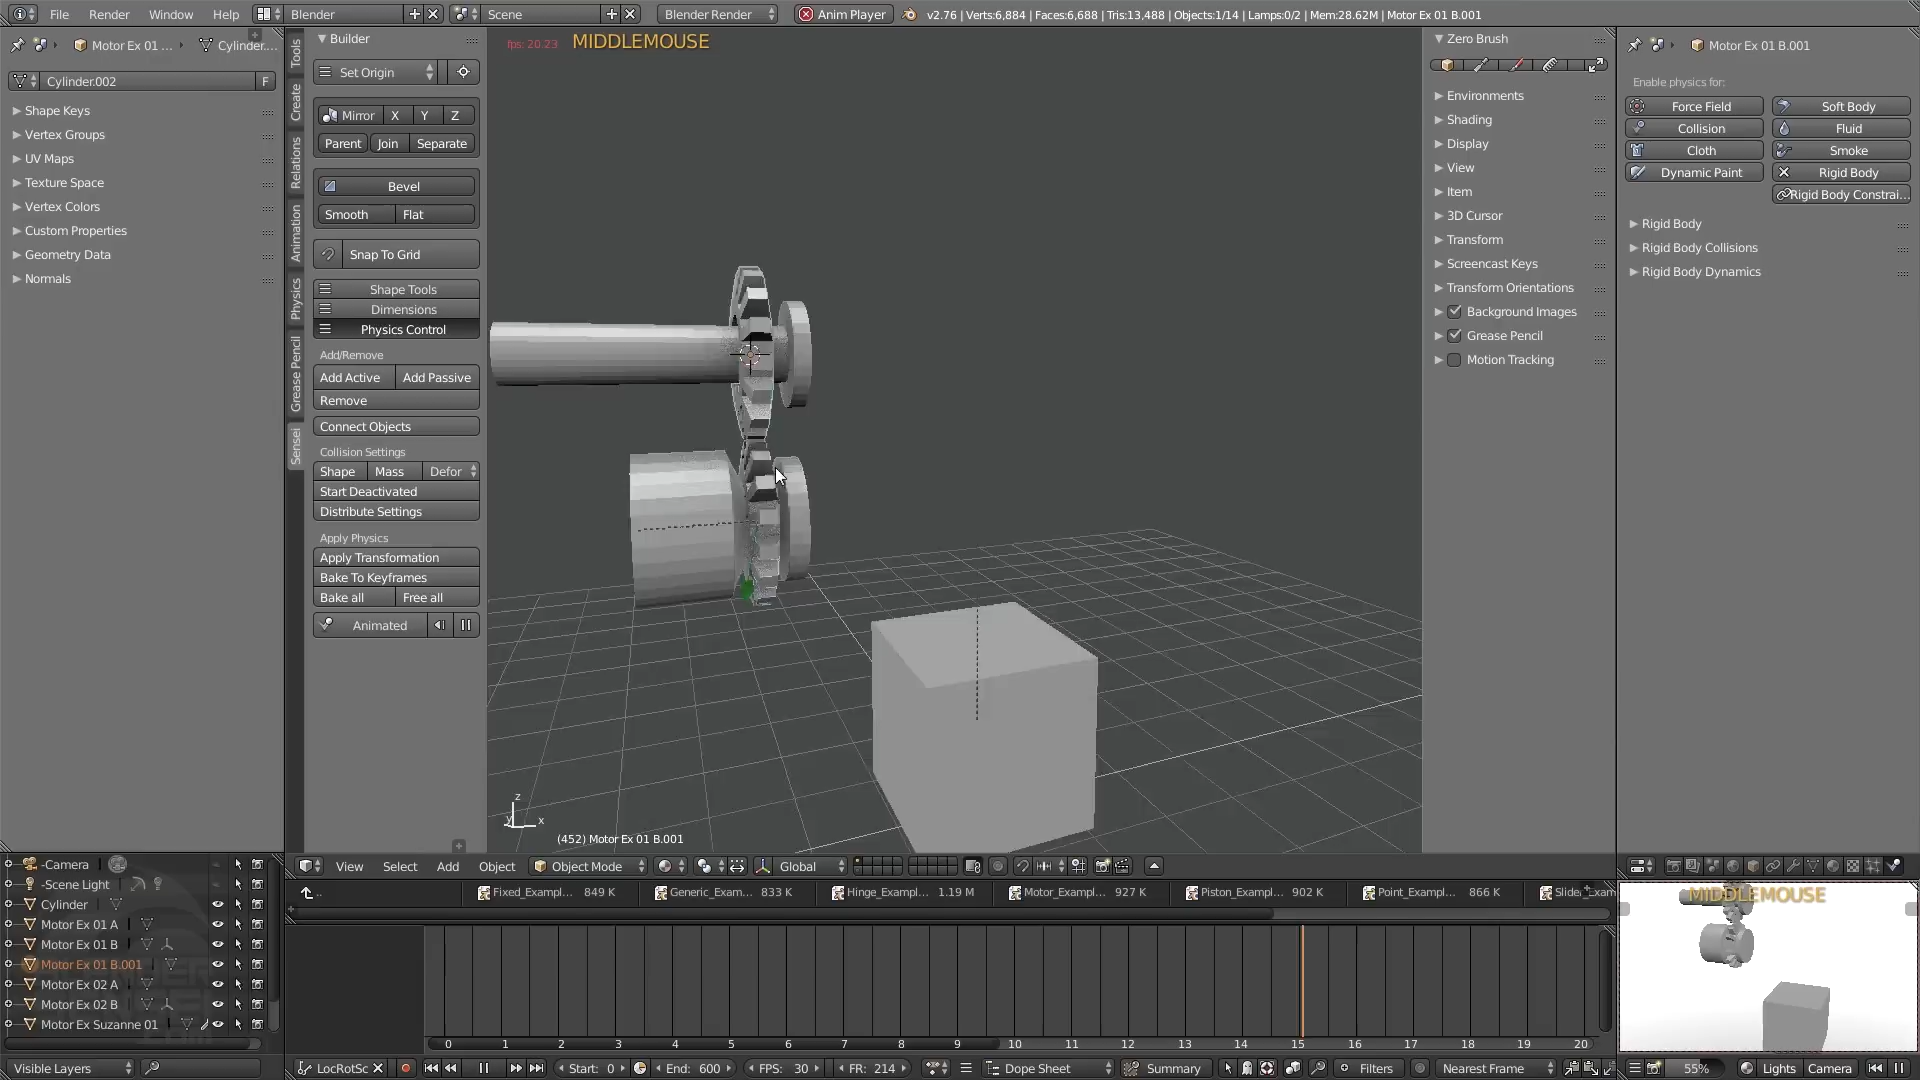 File Render Window Help Blender Scene Blender Render Anim Player v2.76 | Verts:6,884 | Faces:6,688 | Tris:13,488 | Objects:1/14 | Lamps:0/2 | Mem:28.62M | Motor Ex 01 B.001
Motor Ex 01 ... Cylinder....
Cylinder.002 F
Shape Keys
Vertex Groups
UV Maps
Texture Space
Vertex Colors
Custom Properties
Geometry Data
Normals
Tools
Create
Relations
Animation
Physics
Grease Pencil
Sensei
Builder
Set Origin
Mirror X Y Z
Parent Join Separate
Bevel
Smooth Flat
Snap To Grid
Shape Tools
Dimensions
Physics Control
Add/Remove
Add Active Add Passive
Remove
Connect Objects
Collision Settings
Shape Mass Defor
Start Deactivated
Distribute Settings
Apply Physics
Apply Transformation
Bake To Keyframes
Bake all Free all
Animated
fps: 20.23 MIDDLEMOUSE
z
y x
(452) Motor Ex 01 B.001
Zero Brush
Environments
Shading
Display
View
Item
3D Cursor
Transform
Screencast Keys
Transform Orientations
Background Images
Grease Pencil
Motion Tracking
Motor Ex 01 B.001
Enable physics for:
Force Field Soft Body
Collision Fluid
Cloth Smoke
Dynamic Paint Rigid Body
Rigid Body Constrai...
Rigid Body
Rigid Body Collisions
Rigid Body Dynamics
View Select Add Object Object Mode Global
-Camera
-Scene Light
Cylinder
Motor Ex 01 A
Motor Ex 01 B
Motor Ex 01 B.001
Motor Ex 02 A
Motor Ex 02 B
Motor Ex Suzanne 01
Visible Layers
.. Fixed_Exampl... 849 K Generic_Exam... 833 K Hinge_Exampl... 1.19 M Motor_Exampl... 927 K Piston_Exampl... 902 K Point_Exampl... 866 K
0 1 2 3 4 5 6 7 8 9 10 11 12 13 14 15 16 17 18 19 20
LocRotSc Start: 0 End: 600 FPS: 30 FR: 214 Dope Sheet Summary Filters Nearest Frame
MIDDLEMOUSE
55% Lights Camera